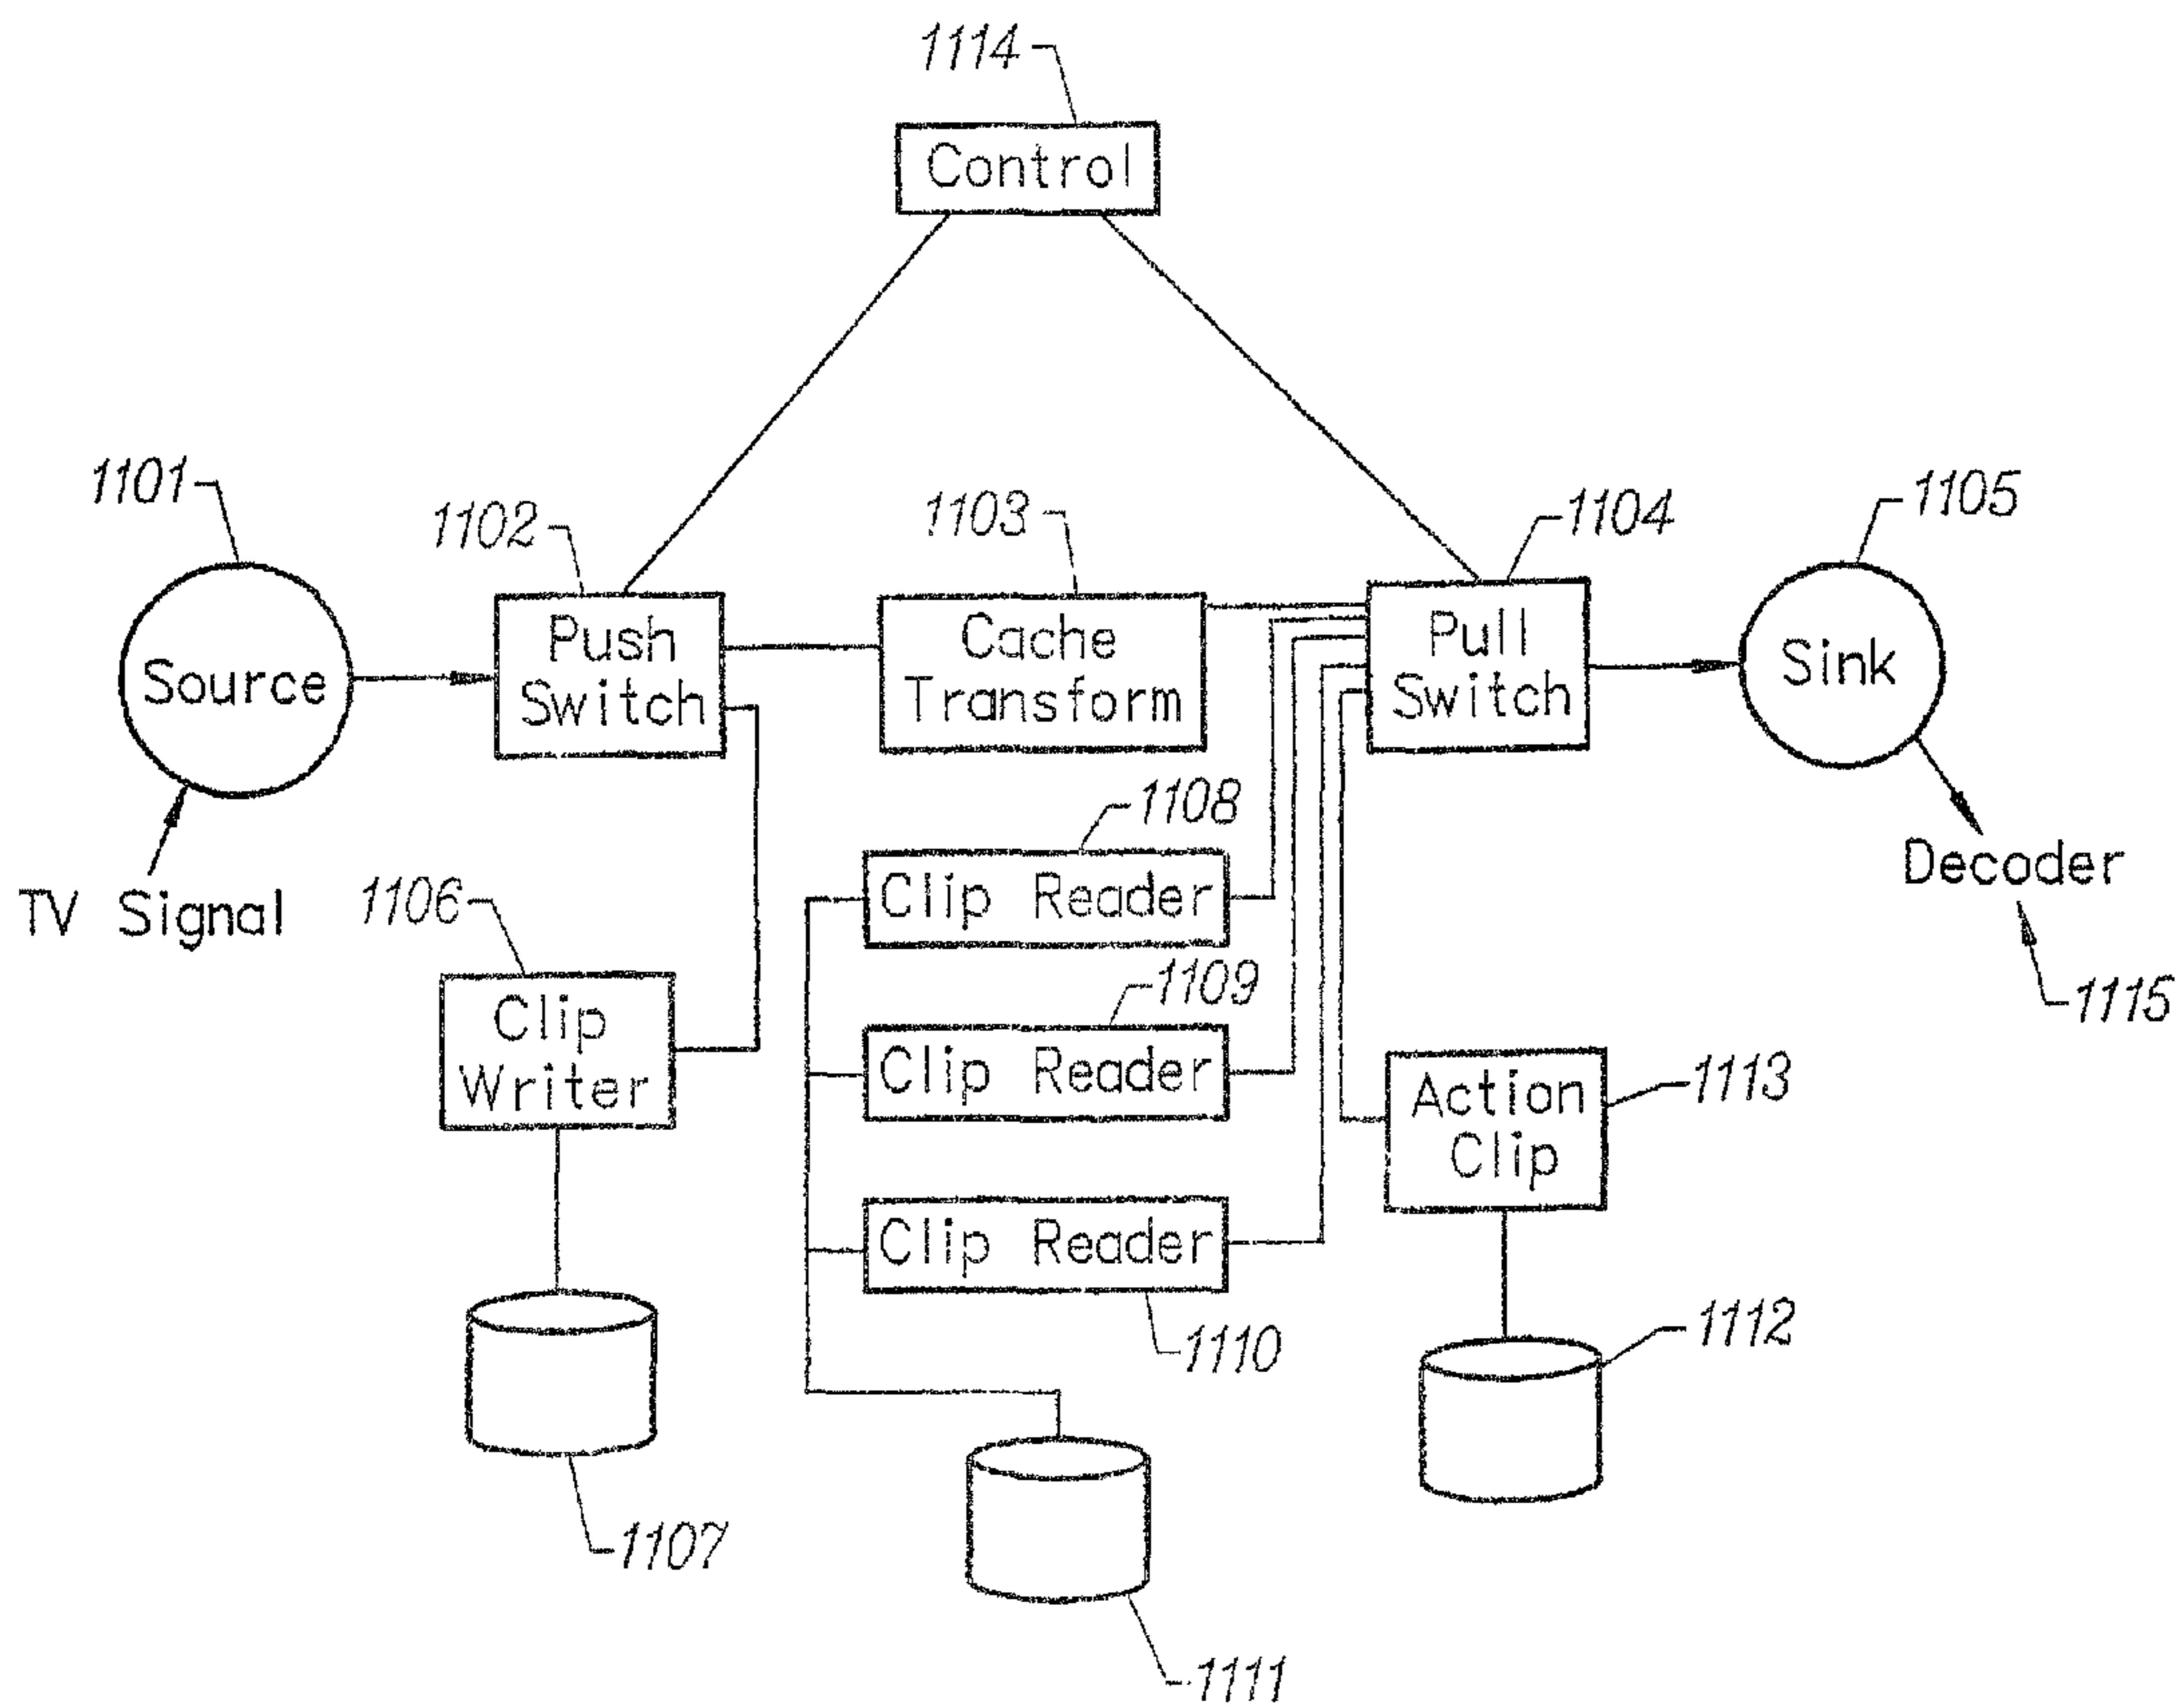 1114
Control
1101
1102
1103
1104
1105
Source
Push
Switch
Cache
Transform
Pull
Switch
Sink
TV Signal
Decoder
1115
1106
Clip
Writer
1108
Clip Reader
1109
Clip Reader
Clip Reader
1110
Action
Clip
1113
1107
1111
1112